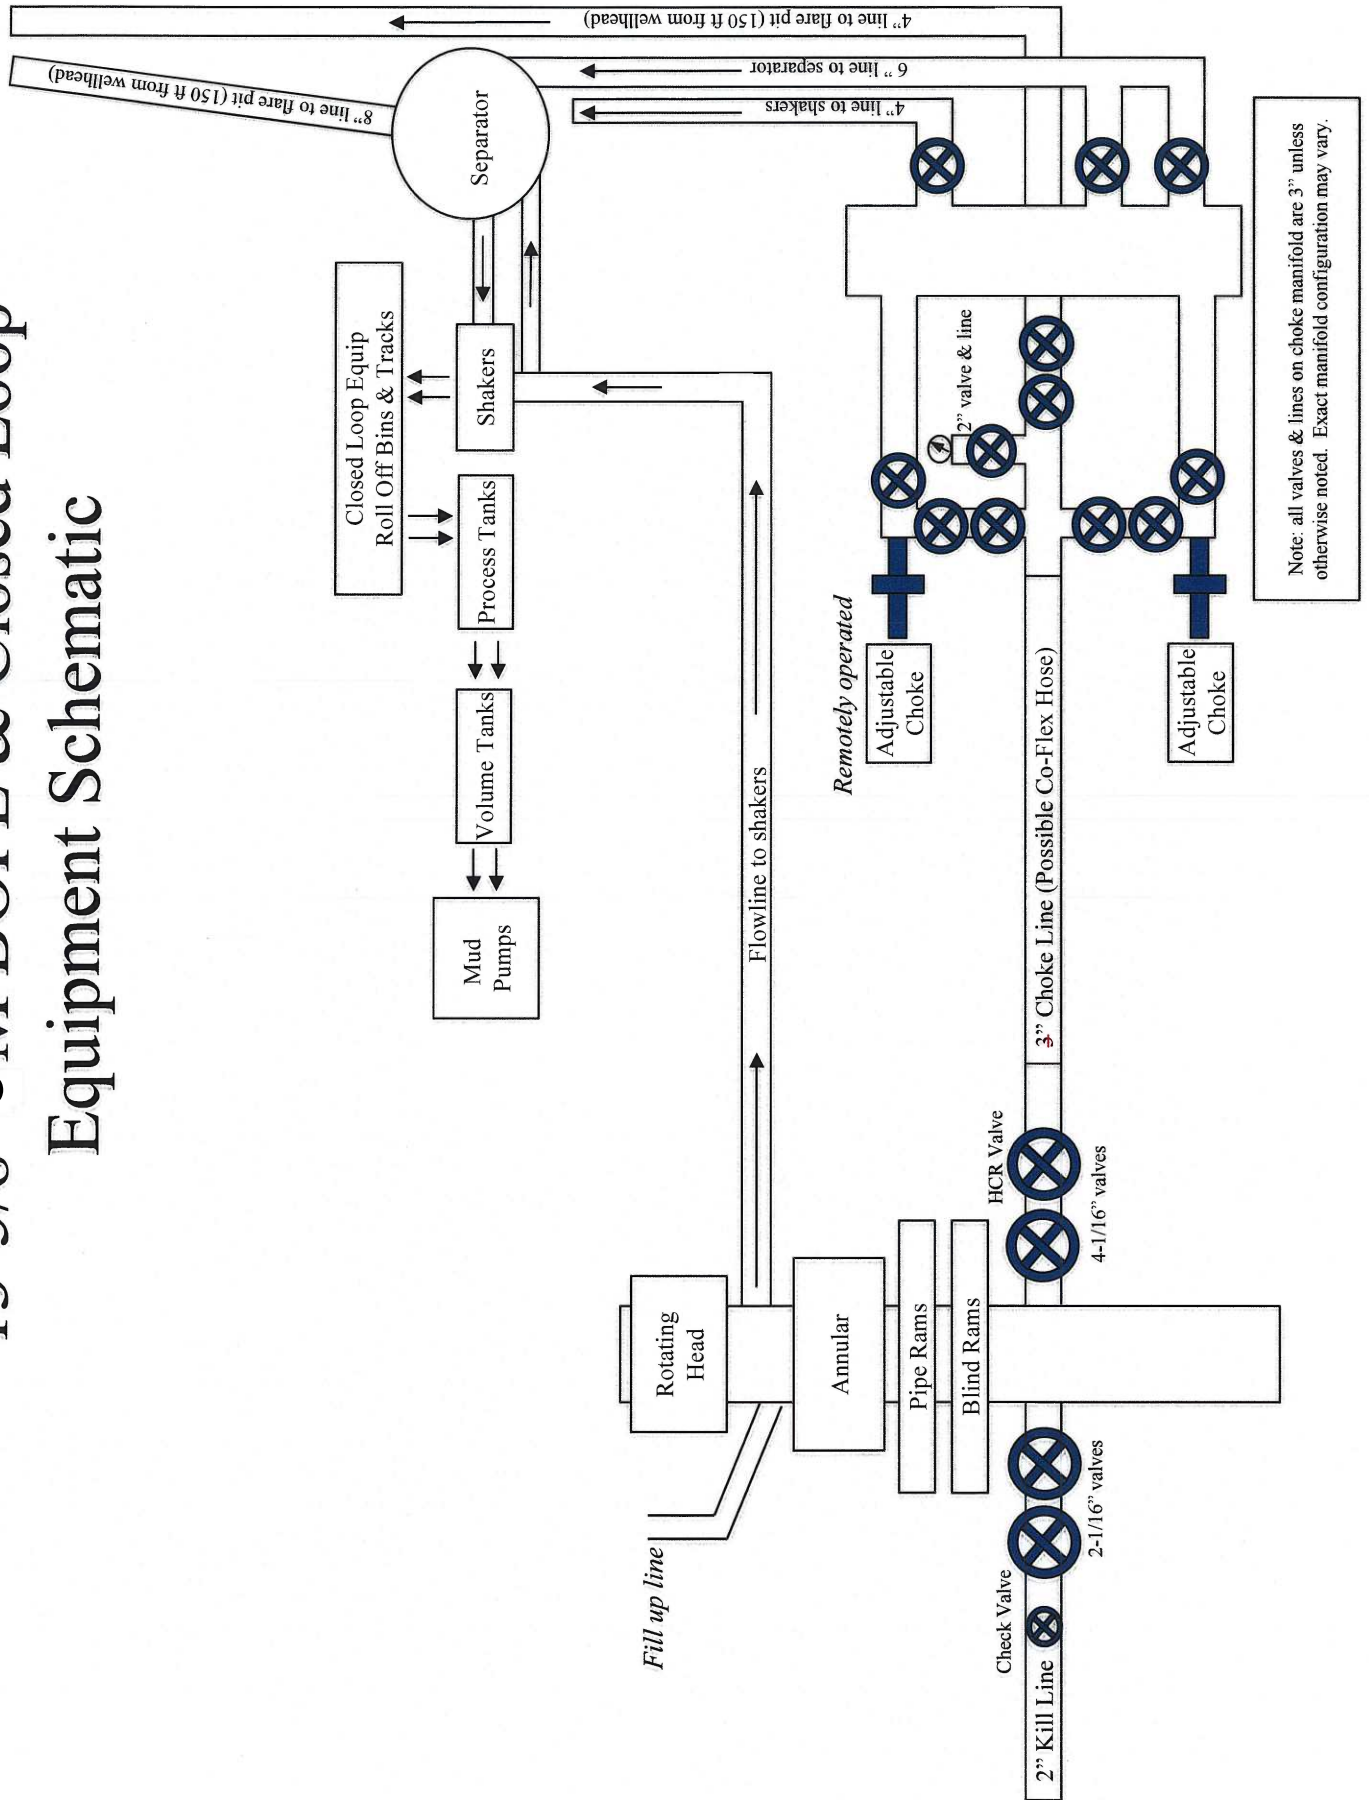 BOPE & Closed Loop
Equipment Schematic
8” line to flare pit (150 ft from wellhead)
Closed Loop Equip
Roll Off Bins & Tracks
Mud
Pumps
Volume Tanks
Process Tanks
Shakers
Separator
Fill up line
Rotating
Head
Flowline to shakers
4” line to flare pit (150 ft from wellhead)
6” line to separator
4” line to shakers
Annular
Remotely operated
Adjustable
Choke
Pipe Rams
Blind Rams
2” valve & line
Check Valve
HCR Valve
2” Kill Line
3” Choke Line (Possible Co-Flex Hose)
2-1/16” valves
4-1/16” valves
Adjustable
Choke
Note: all valves & lines on choke manifold are 3” unless
otherwise noted. Exact manifold configuration may vary.